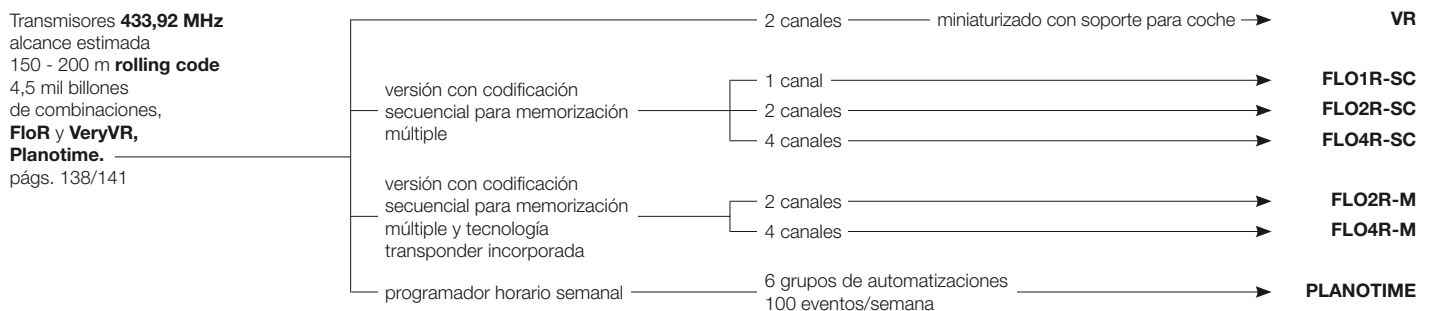 Transmisores 433,92 MHz
alcance estimada
150 - 200 m rolling code
4,5 mil billones
de combinaciones,
FloR y VeryVR,
Planotime.
págs. 138/141
2 canales
miniaturizado con soporte para coche
VR
versión con codificación
secuencial para memorización
múltiple
1 canal
FLO1R-SC
2 canales
FLO2R-SC
4 canales
FLO4R-SC
versión con codificación
secuencial para memorización
múltiple y tecnología
transponder incorporada
2 canales
FLO2R-M
4 canales
FLO4R-M
programador horario semanal
6 grupos de automatizaciones
100 eventos/semana
PLANOTIME